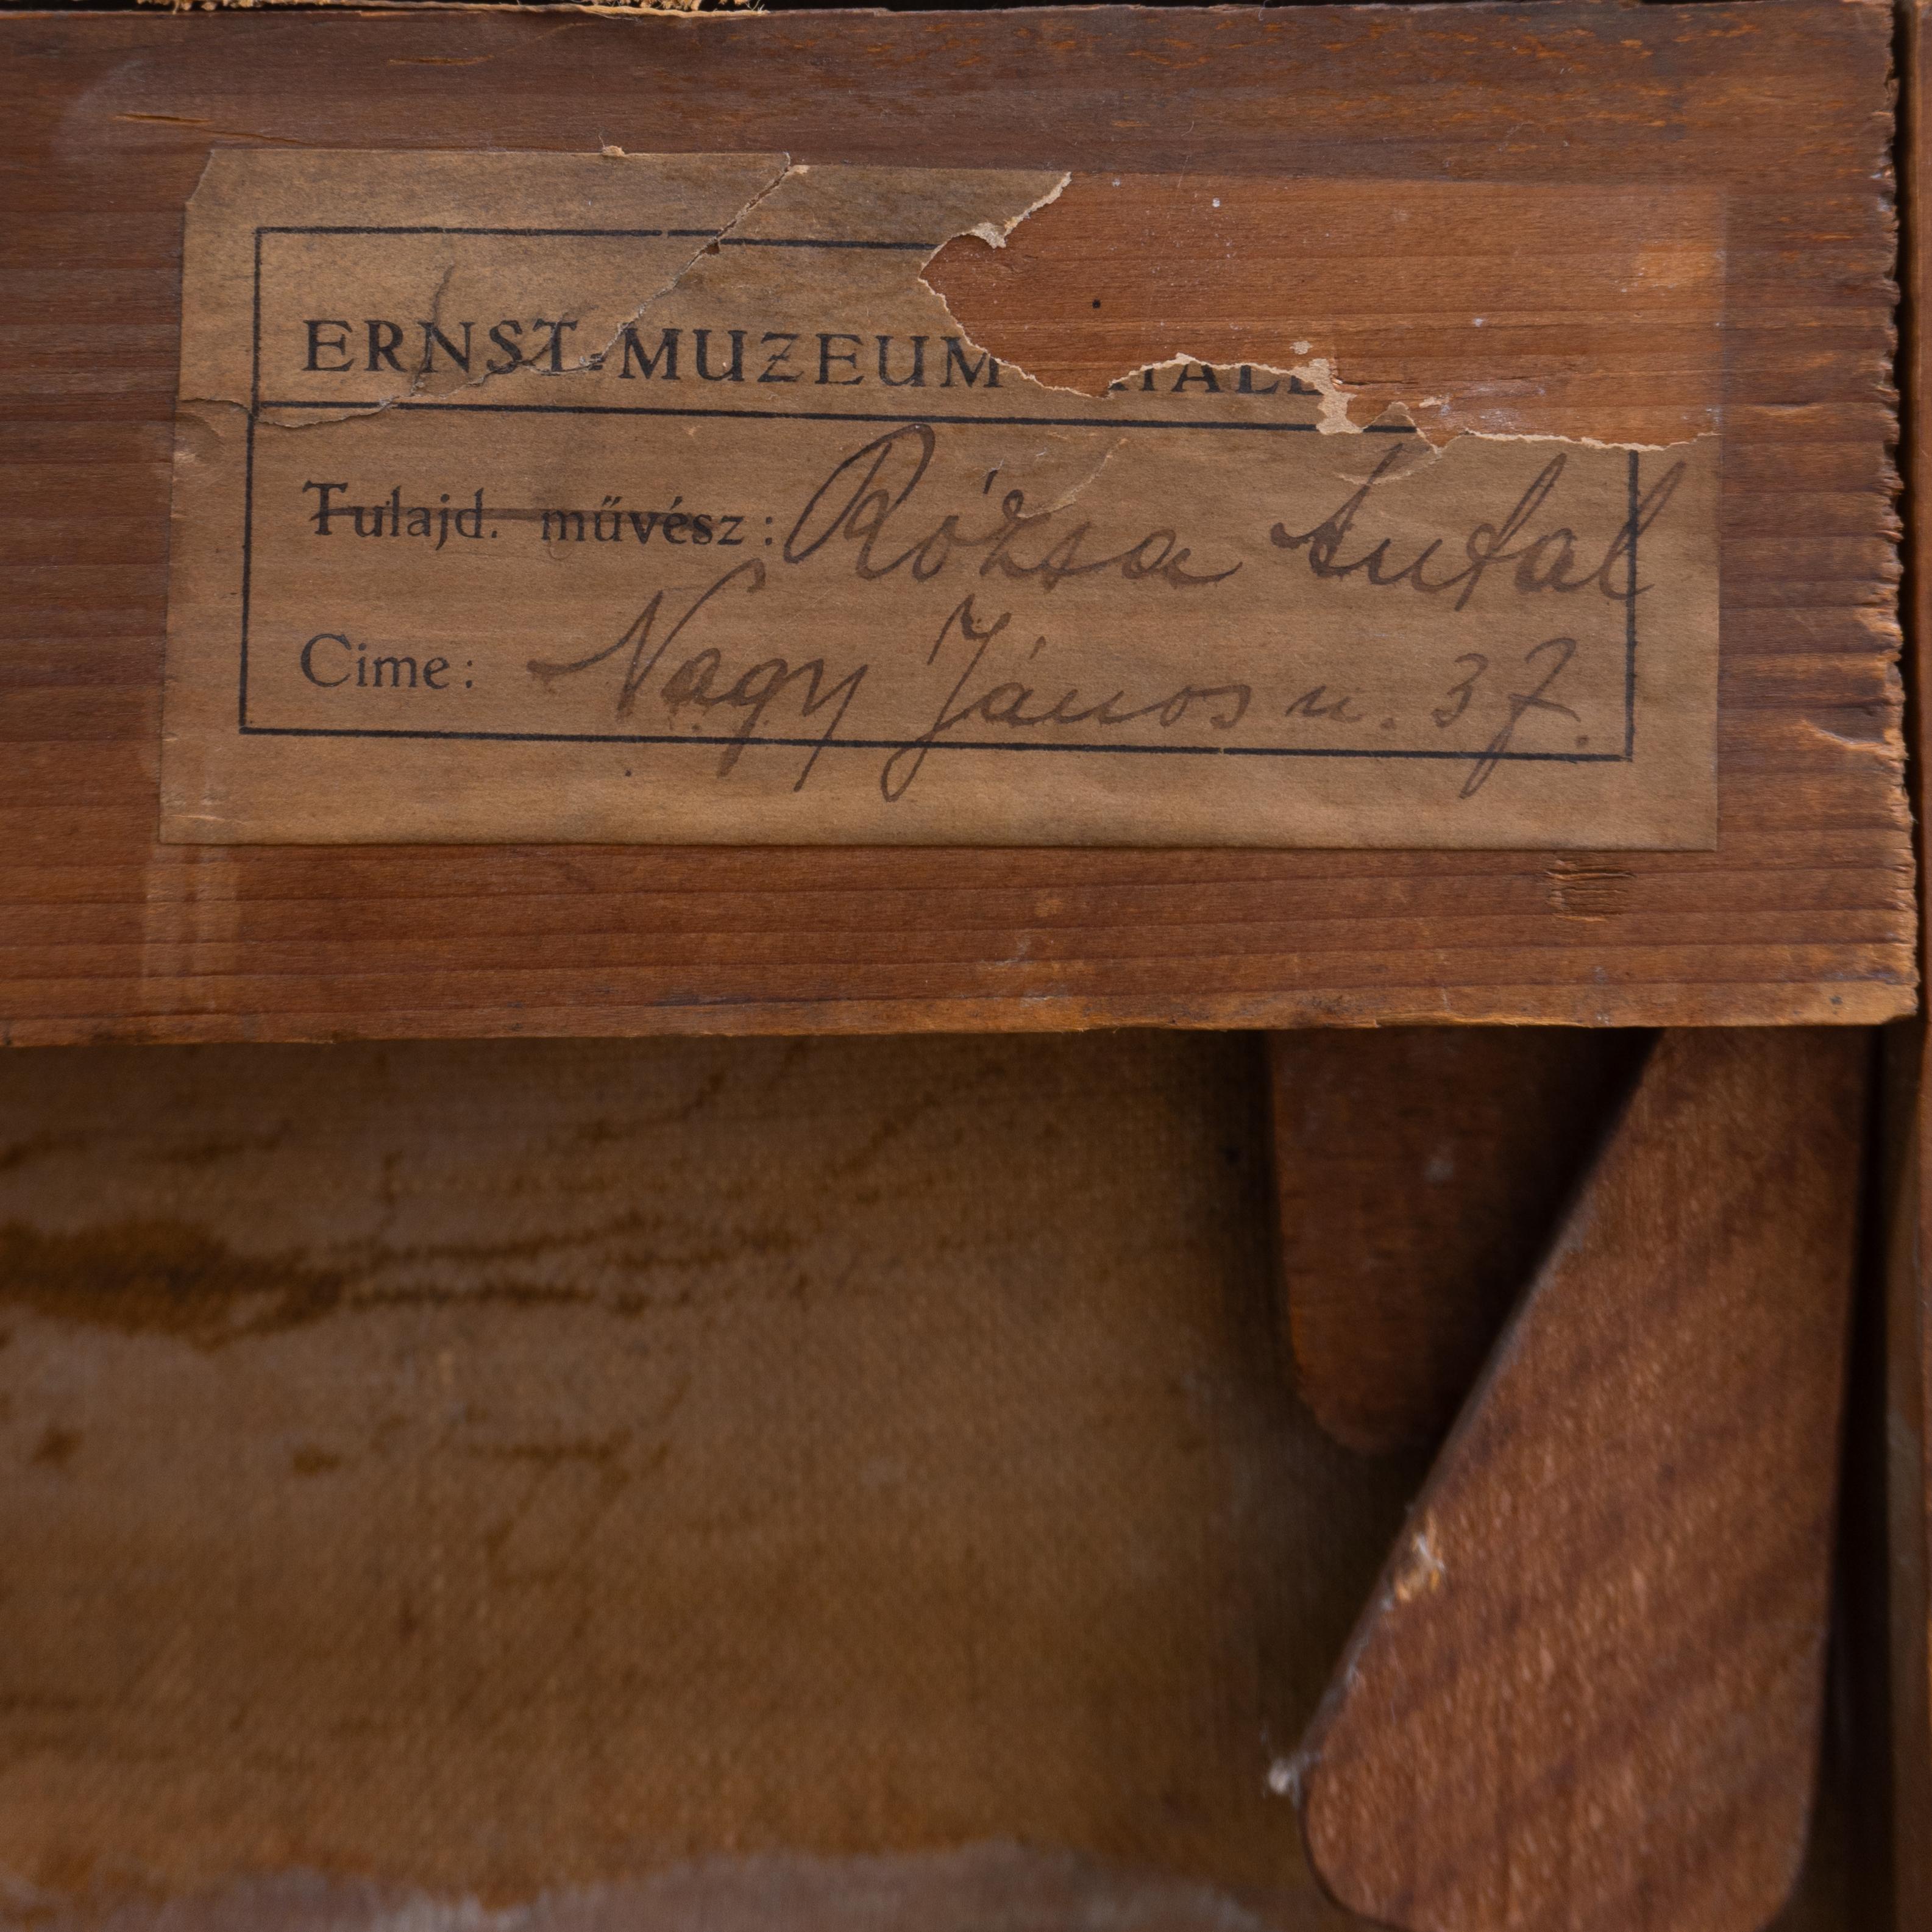 ERNST-MUZEUM
Tulajd. művész: Rózsa Antal
Cime: Nagy János u. 37.